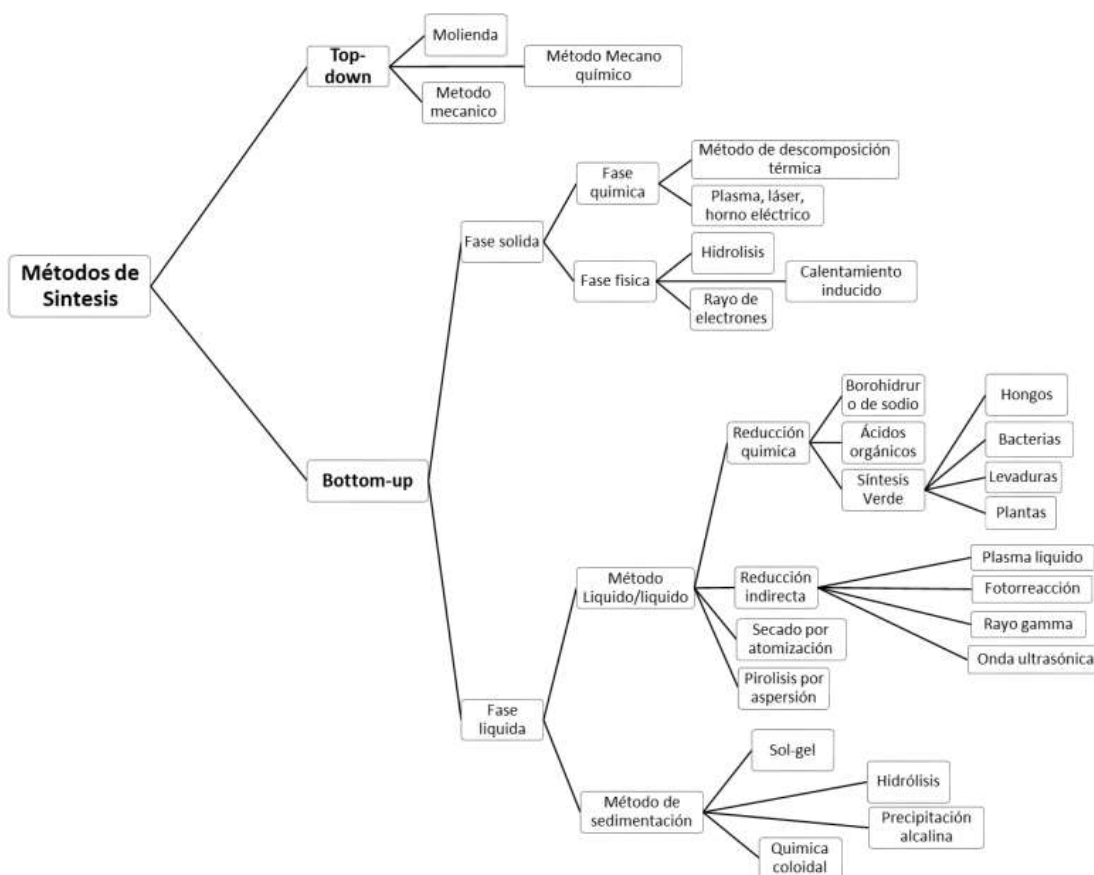 Métodos de
Sintesis
Top-
down
Molienda
Método Mecano
químico
Metodo
mecanico
Bottom-up
Fase solida
Fase
quimica
Método de descomposición
térmica
Plasma, láser,
horno eléctrico
Fase fisica
Hidrolisis
Calentamiento
inducido
Rayo de
electrones
Fase
liquida
Método
Liquido/liquido
Reducción
quimica
Borohidrur
o de sodio
Ácidos
orgánicos
Síntesis
Verde
Hongos
Bacterias
Levaduras
Plantas
Reducción
indirecta
Plasma liquido
Fotorreacción
Rayo gamma
Onda ultrasónica
Secado por
atomización
Pirolisis por
aspersión
Método de
sedimentación
Sol-gel
Hidrólisis
Precipitación
alcalina
Quimica
coloidal